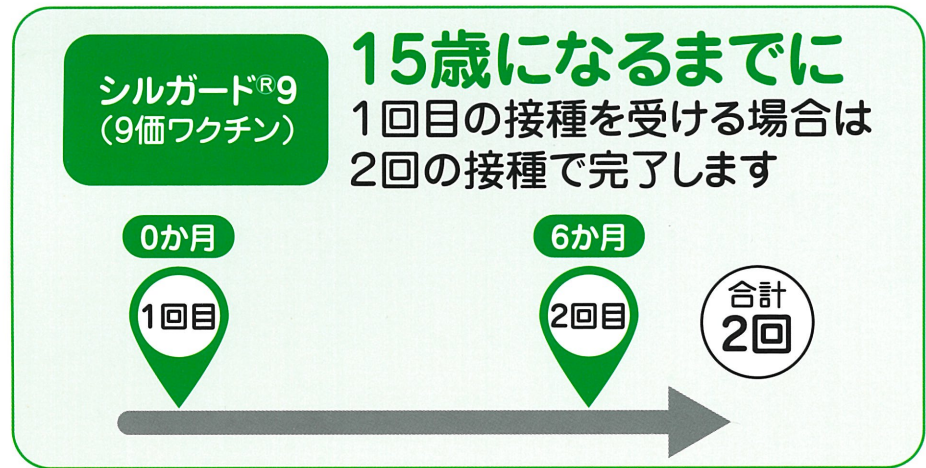 シルガード®9
(9価ワクチン)
15歳になるまでに
1回目の接種を受ける場合は
2回の接種で完了します
0か月
6か月
1回目
2回目
合計
2回